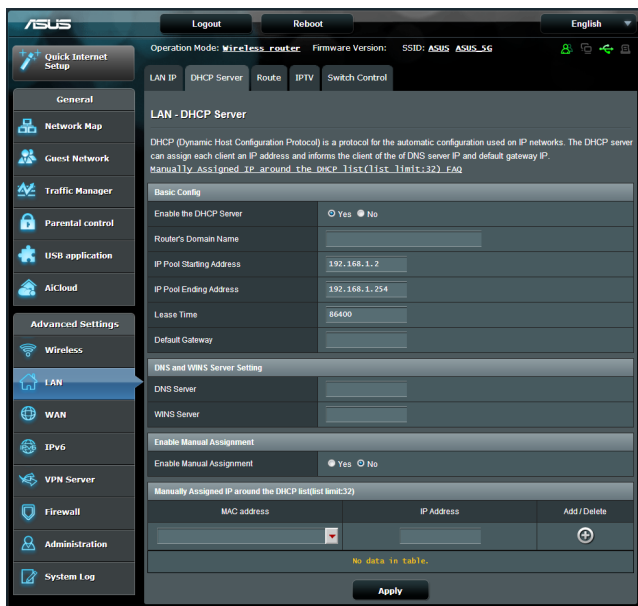 ASUS
Logout
Reboot
English
Quick Internet Setup
Operation Mode: Wireless router Firmware Version: SSID: ASUS ASUS_5G
LAN IP
DHCP Server
Route
IPTV
Switch Control
General
Network Map
Guest Network
Traffic Manager
Parental control
USB application
AiCloud
Advanced Settings
Wireless
LAN
WAN
IPv6
VPN Server
Firewall
Administration
System Log
LAN - DHCP Server
DHCP (Dynamic Host Configuration Protocol) is a protocol for the automatic configuration used on IP networks. The DHCP server
can assign each client an IP address and informs the client of the of DNS server IP and default gateway IP.
Manually Assigned IP around the DHCP list(list limit:32) FAQ
Basic Config
Enable the DHCP Server Yes No
Router's Domain Name
IP Pool Starting Address 192.168.1.2
IP Pool Ending Address 192.168.1.254
Lease Time 86400
Default Gateway
DNS and WINS Server Setting
DNS Server
WINS Server
Enable Manual Assignment
Enable Manual Assignment Yes No
Manually Assigned IP around the DHCP list(list limit:32)
MAC address IP Address Add / Delete
No data in table.
Apply